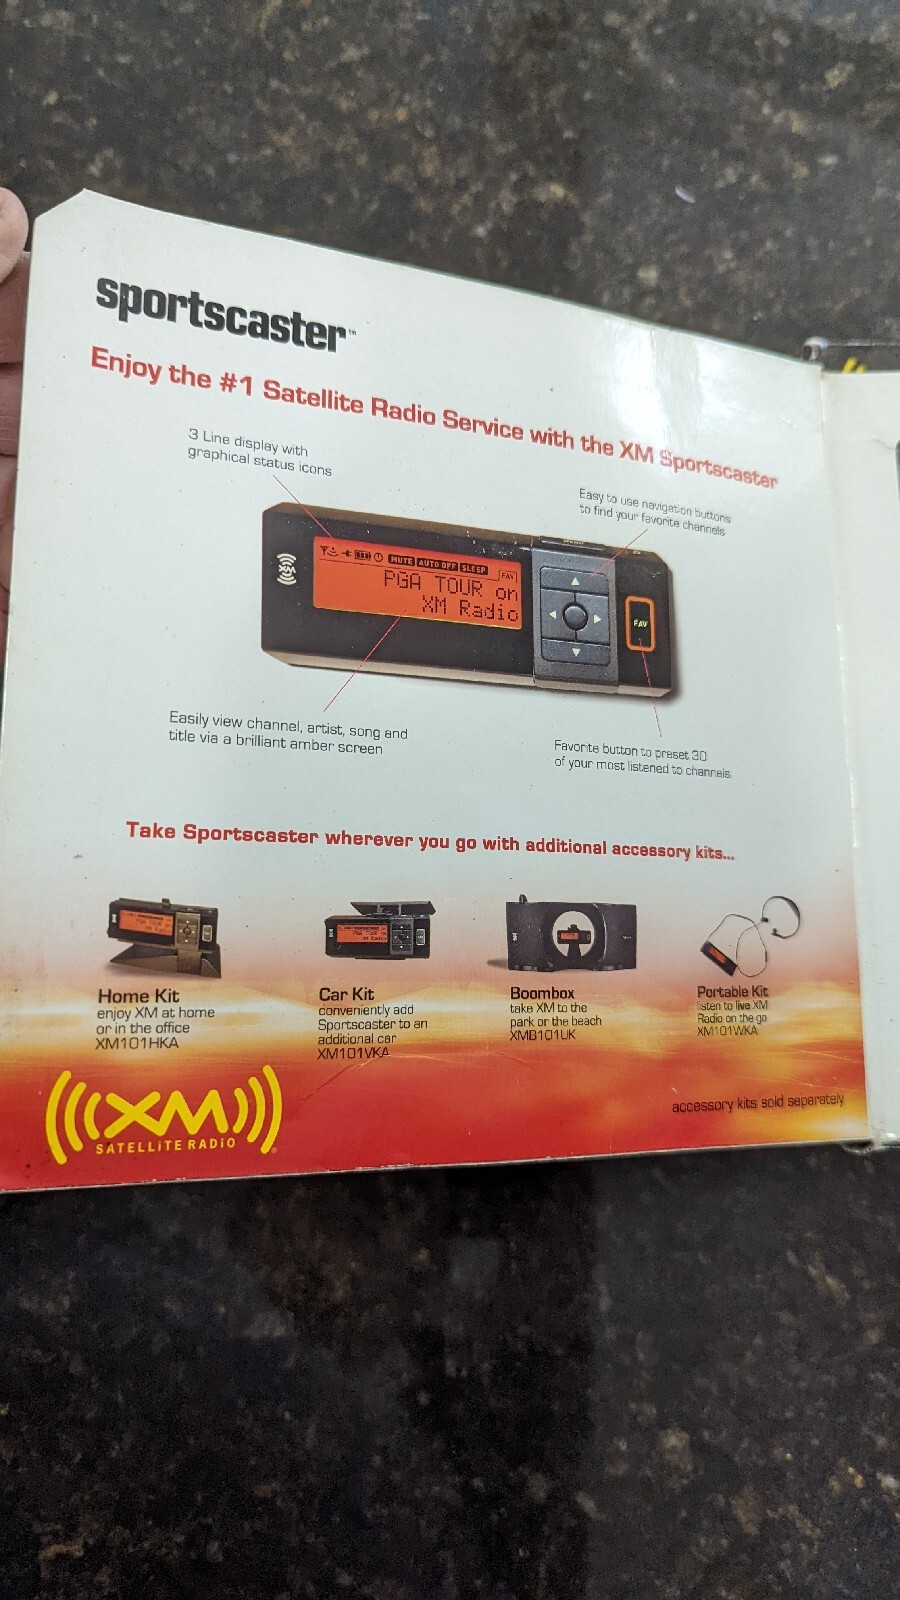 sportscaster™
Enjoy the #1 Satellite Radio Service with the XM Sportscaster
3 Line display with
graphical status icons
Easy to use navigation buttons
to find your favorite channels
XM
MUTE AUTO OFF SLEEP
FAV
PGA TOUR on
XM Radio
FAV
Easily view channel, artist, song and
title via a brilliant amber screen
Favorite button to preset 30
of your most listened to channels
Take Sportscaster wherever you go with additional accessory kits...
Home Kit
enjoy XM at home
or in the office
XM101HKA
Car Kit
conveniently add
Sportscaster to an
additional car
XM101VKA
Boombox
take XM to the
park or the beach
XMB101UK
Portable Kit
listen to live XM
Radio on the go
XM101WKA
accessory kits sold separately
XM
SATELLiTE RADiO